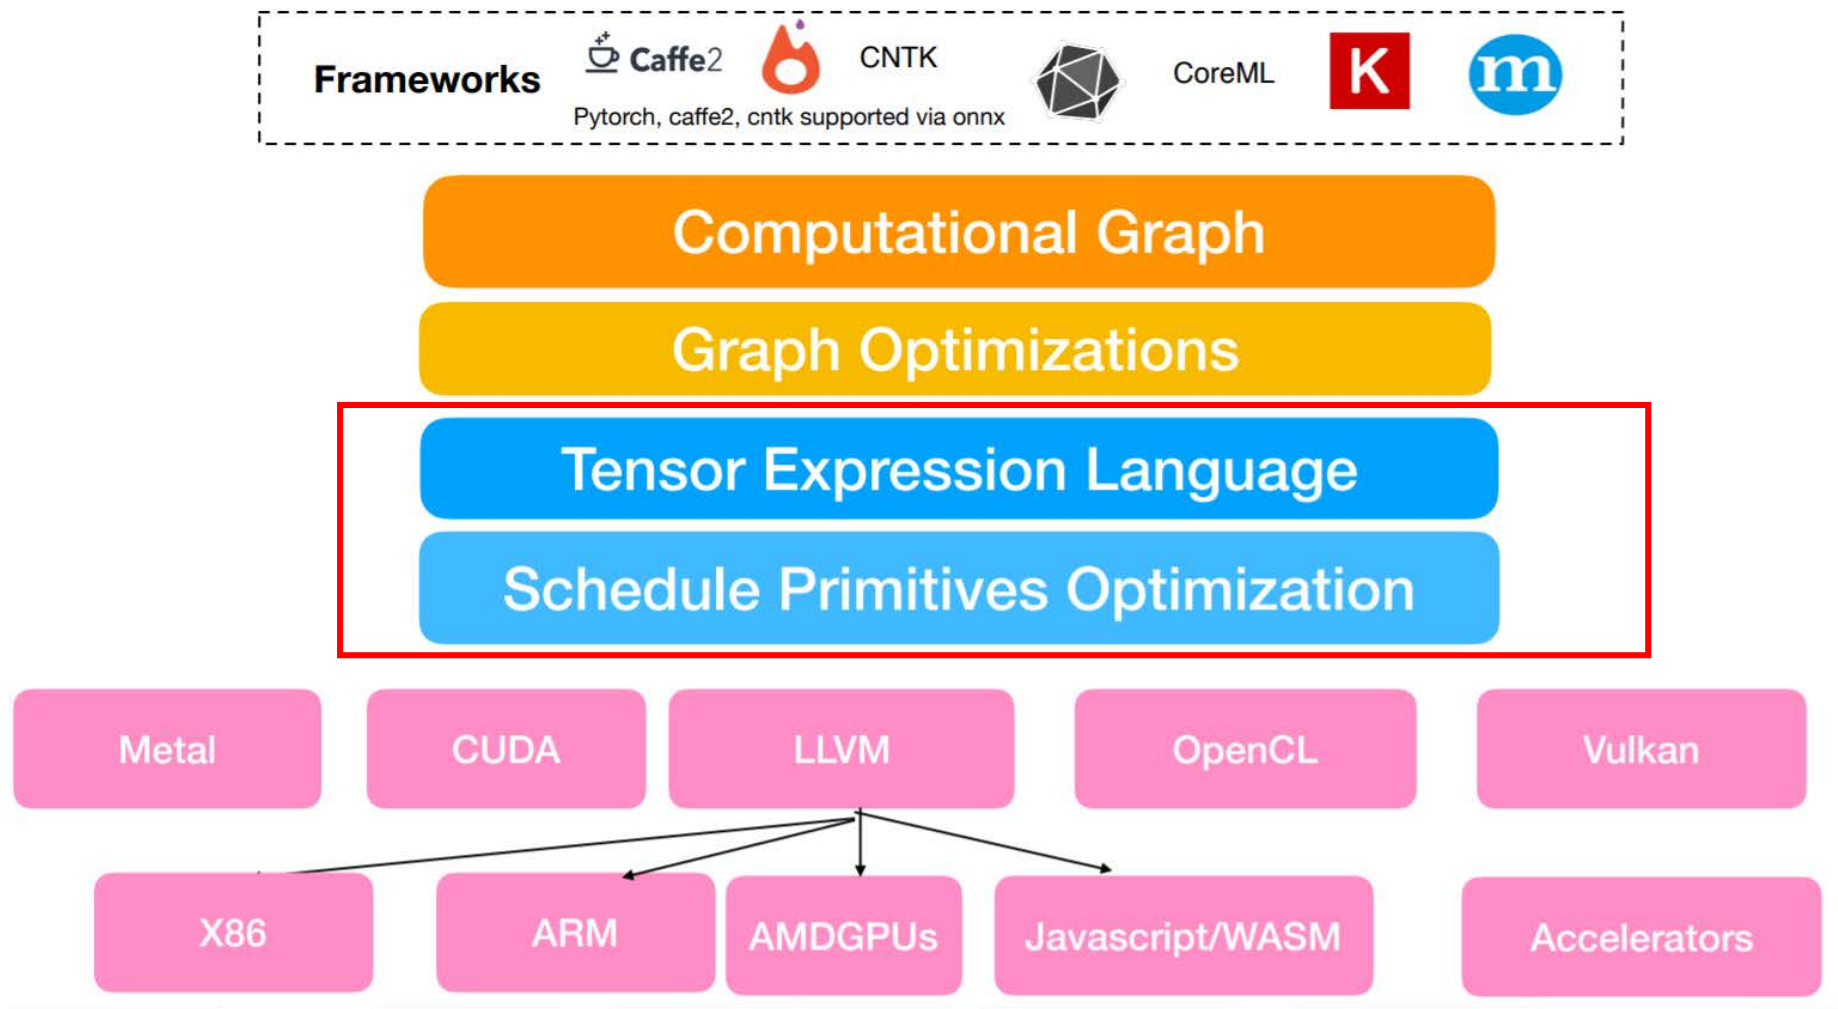 Frameworks
Caffe2
CNTK
CoreML
K
m
Pytorch, caffe2, cntk supported via onnx
Computational Graph
Graph Optimizations
Tensor Expression Language
Schedule Primitives Optimization
Metal
CUDA
LLVM
OpenCL
Vulkan
X86
ARM
AMDGPUs
Javascript/WASM
Accelerators